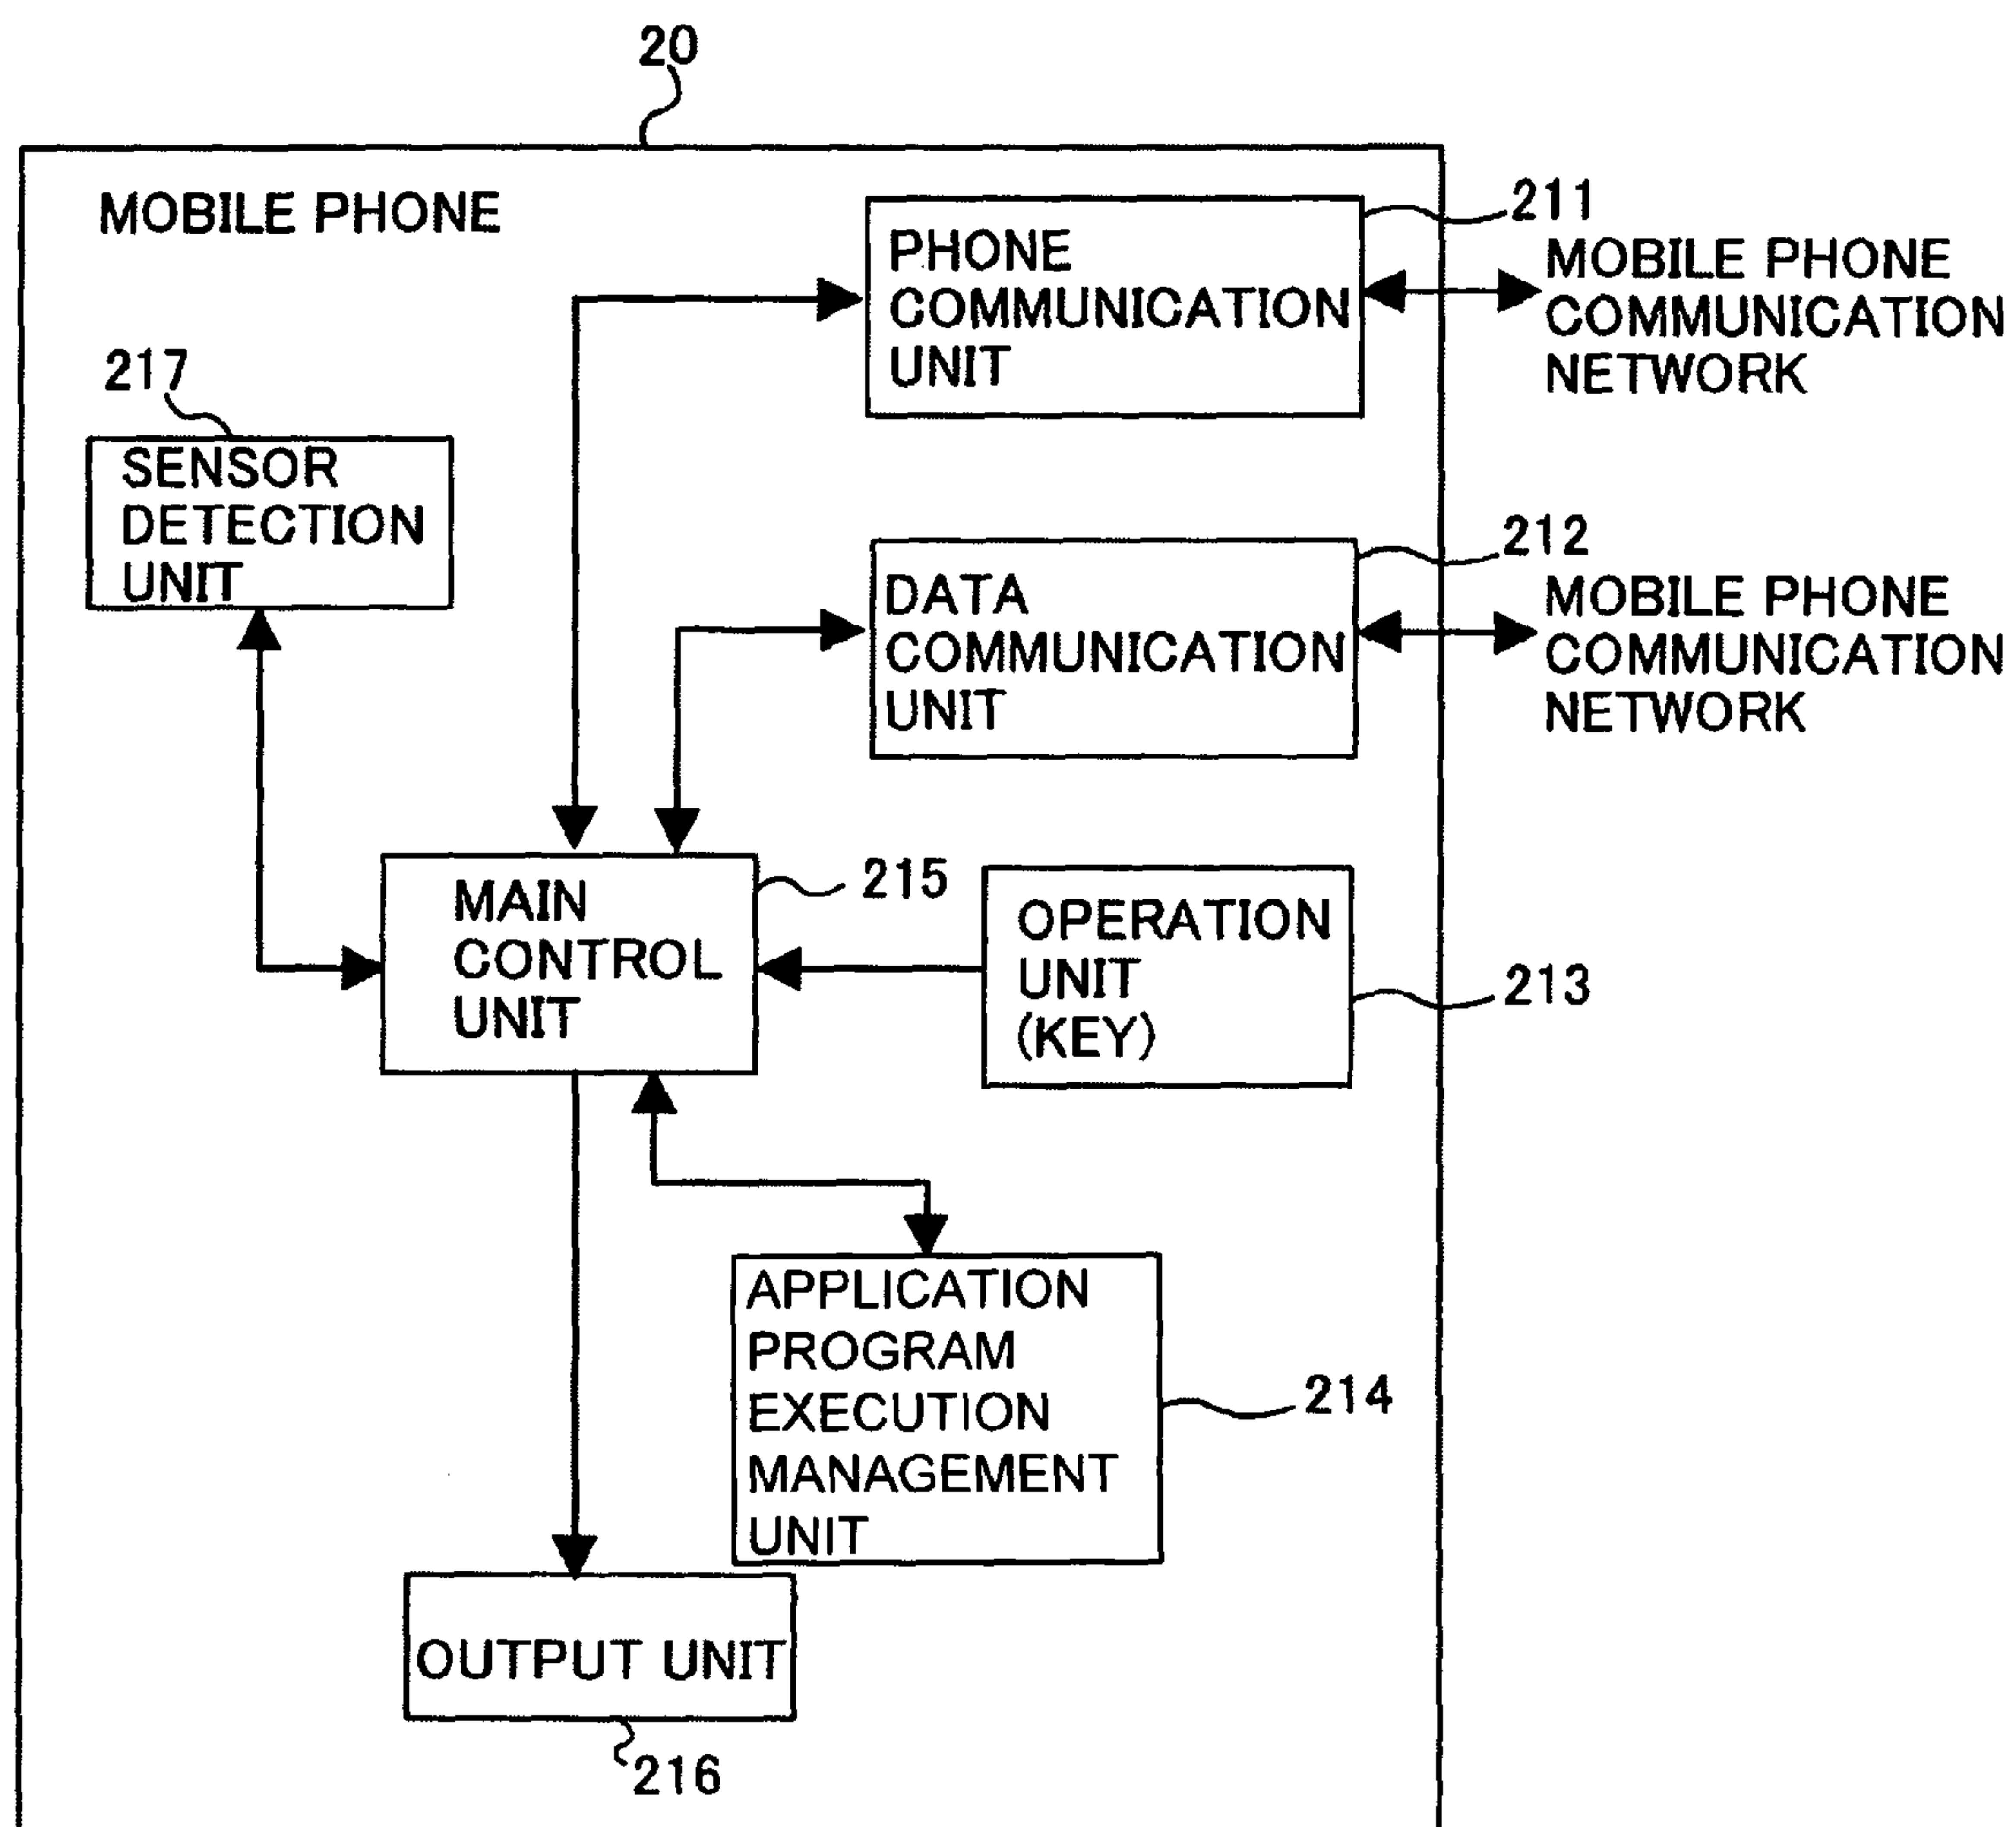 20
MOBILE PHONE
211
PHONE
COMMUNICATION
UNIT
MOBILE PHONE
COMMUNICATION
NETWORK
217
SENSOR
DETECTION
UNIT
212
DATA
COMMUNICATION
UNIT
MOBILE PHONE
COMMUNICATION
NETWORK
MAIN
CONTROL
UNIT
215
OPERATION
UNIT
(KEY)
213
APPLICATION
PROGRAM
EXECUTION
MANAGEMENT
UNIT
214
OUTPUT UNIT
216